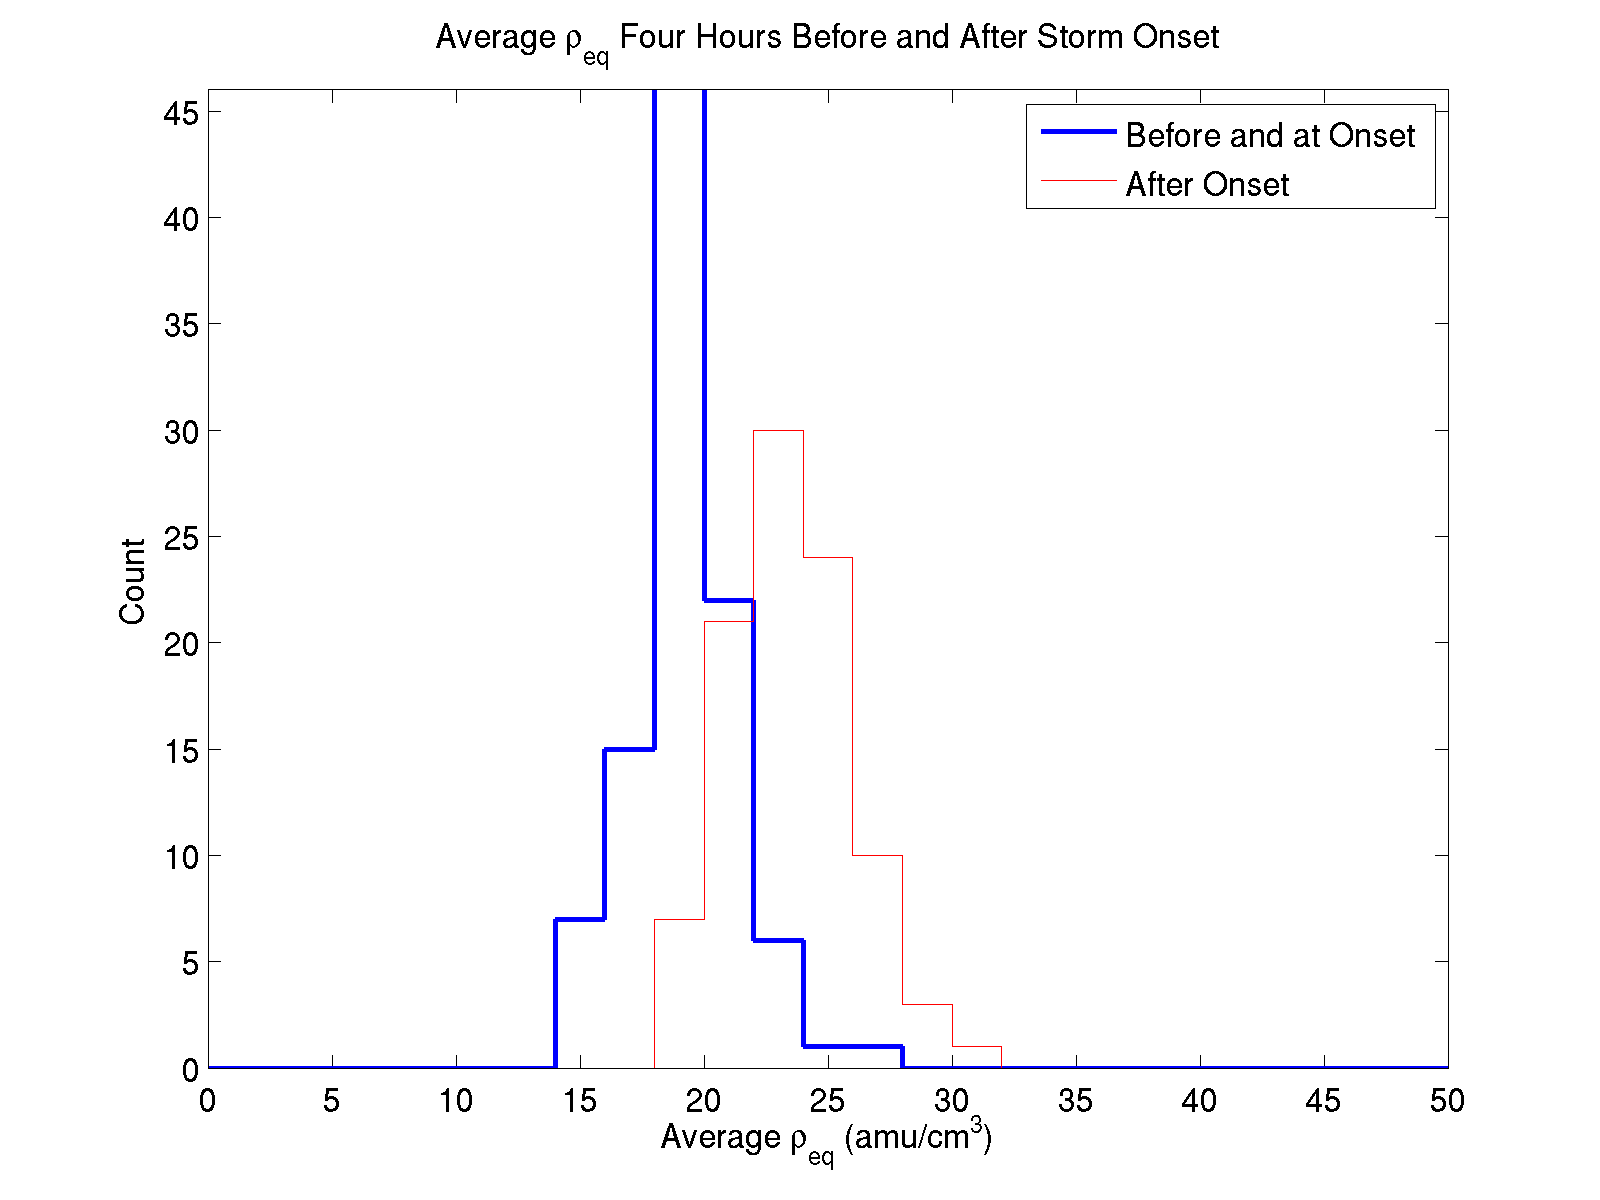 Average ρeq Four Hours Before and After Storm Onset
Before and at Onset
After Onset
45
40
35
30
25
20
15
10
5
0
Count
0 5 10 15 20 25 30 35 40 45 50
Average ρeq (amu/cm³)